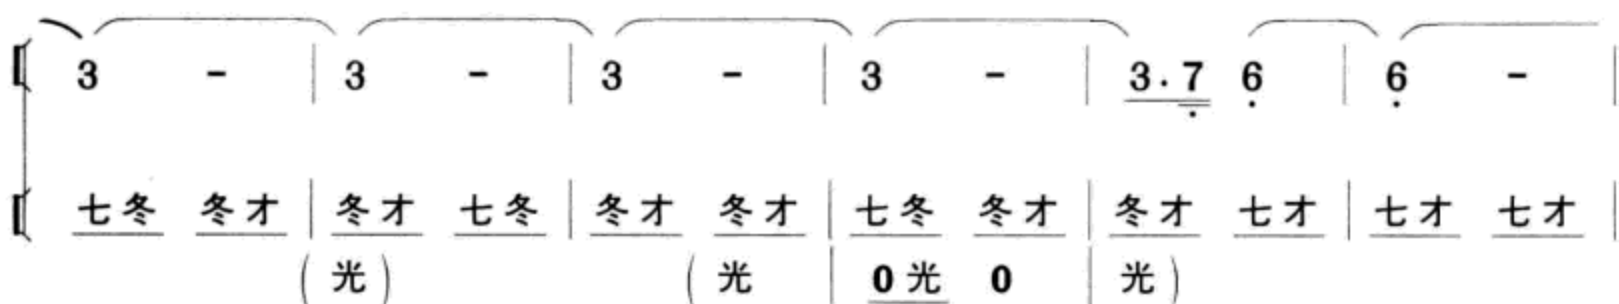 3 - | 3 - | 3 - | 3 - | 3·7 6 | 6 - |
七冬 冬才 | 冬才 七冬 | 冬才 冬才 | 七冬 冬才 | 冬才 七才 | 七才 七才 |
(光) (光 | 0光 0 | 光)